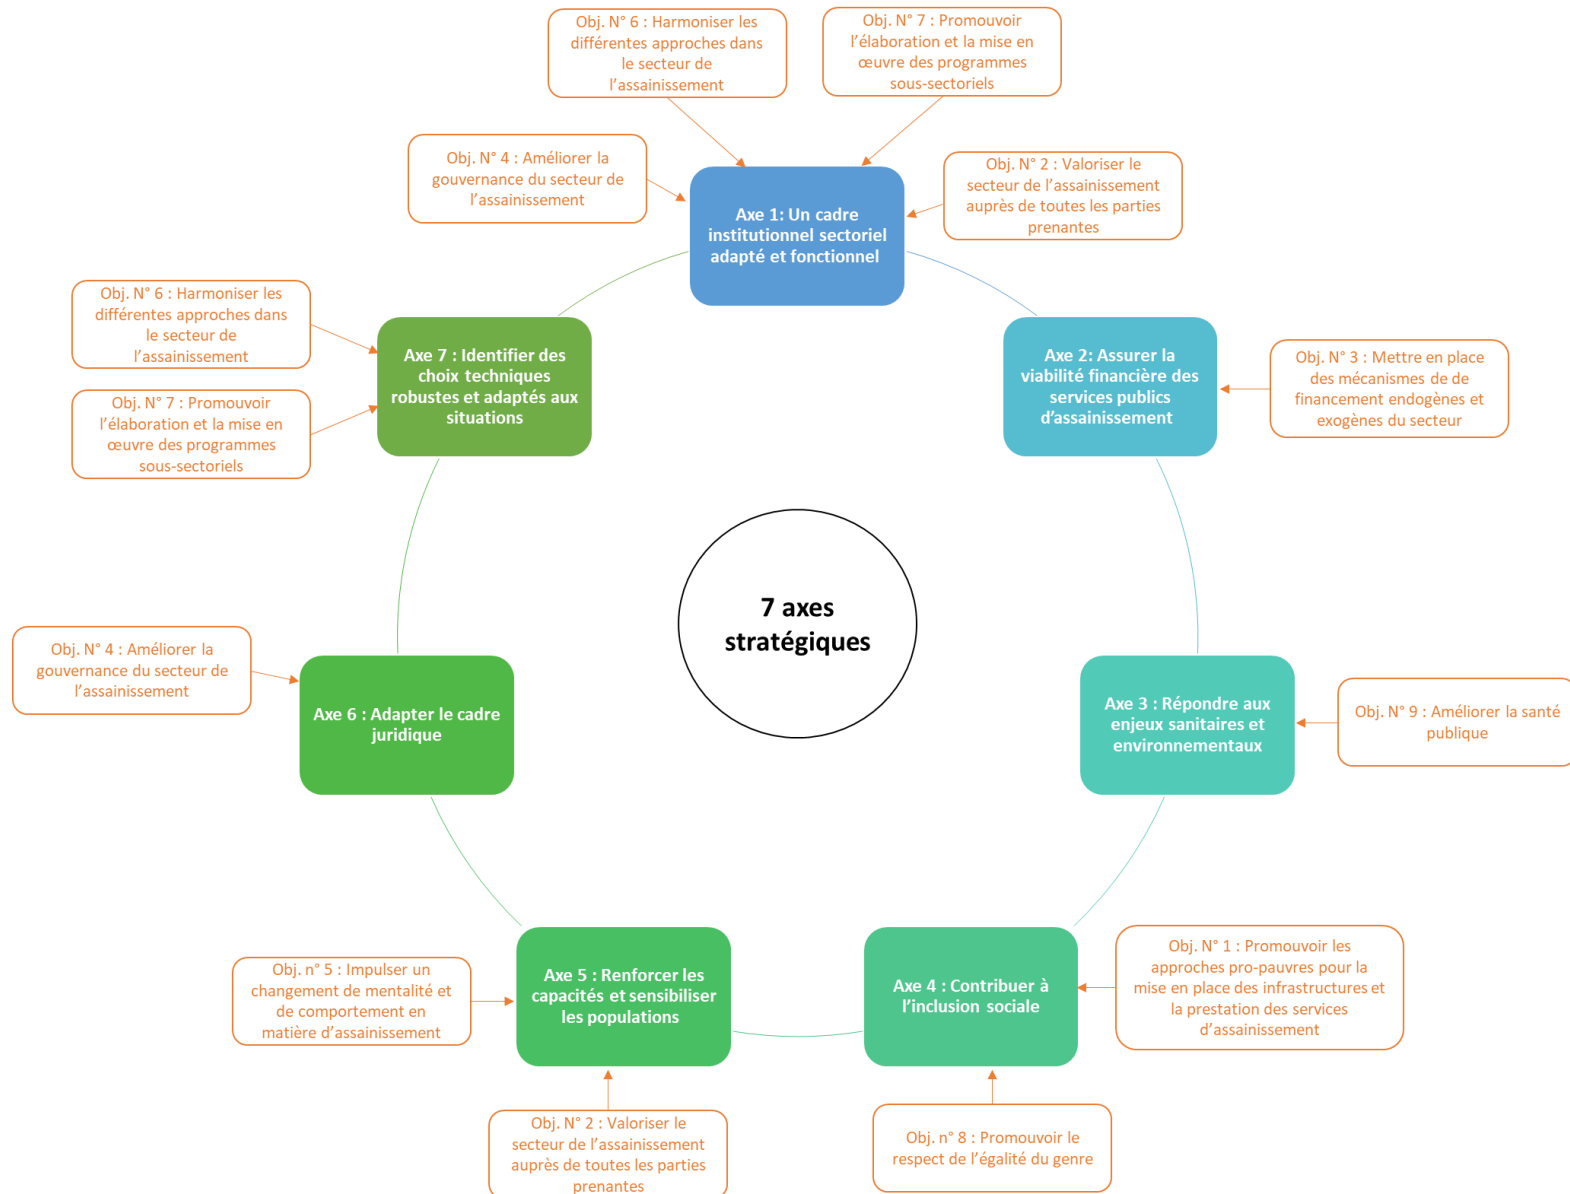 Obj. N° 6 : Harmoniser les
différentes approches dans
le secteur de
l’assainissement
Obj. N° 7 : Promouvoir
l’élaboration et la mise en
œuvre des programmes
sous-sectoriels
Obj. N° 4 : Améliorer la
gouvernance du secteur de
l’assainissement
Obj. N° 2 : Valoriser le
secteur de l’assainissement
auprès de toutes les parties
prenantes
Axe 1: Un cadre
institutionnel sectoriel
adapté et fonctionnel
Obj. N° 6 : Harmoniser les
différentes approches dans
le secteur de
l’assainissement
Obj. N° 7 : Promouvoir
l’élaboration et la mise en
œuvre des programmes
sous-sectoriels
Axe 7 : Identifier des
choix techniques
robustes et adaptés aux
situations
Axe 2: Assurer la
viabilité financière des
services publics
d’assainissement
Obj. N° 3 : Mettre en place
des mécanismes de de
financement endogènes et
exogènes du secteur
7 axes
stratégiques
Obj. N° 4 : Améliorer la
gouvernance du secteur de
l’assainissement
Axe 6 : Adapter le cadre
juridique
Axe 3 : Répondre aux
enjeux sanitaires et
environnementaux
Obj. N° 9 : Améliorer la santé
publique
Obj. n° 5 : Impulser un
changement de mentalité et
de comportement en
matière d’assainissement
Axe 5 : Renforcer les
capacités et sensibiliser
les populations
Axe 4 : Contribuer à
l’inclusion sociale
Obj. N° 1 : Promouvoir les
approches pro-pauvres pour la
mise en place des infrastructures et
la prestation des services
d’assainissement
Obj. N° 2 : Valoriser le
secteur de l’assainissement
auprès de toutes les parties
prenantes
Obj. n° 8 : Promouvoir le
respect de l’égalité du genre